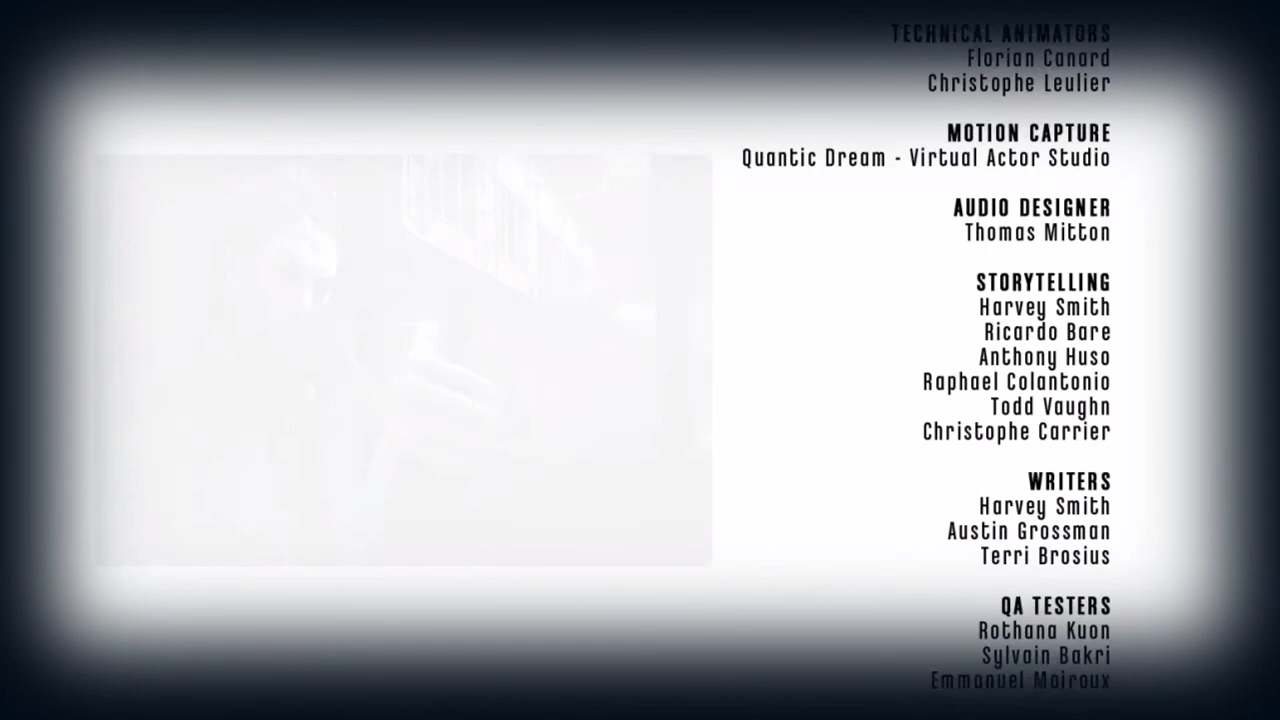 TECHNICAL ANIMATORS
Florian Canard
Christophe Leulier
MOTION CAPTURE
Quantic Dream - Virtual Actor Studio
AUDIO DESIGNER
Thomas Mitton
STORYTELLING
Harvey Smith
Ricardo Bare
Anthony Huso
Raphael Colantonio
Todd Vaughn
Christophe Carrier
WRITERS
Harvey Smith
Austin Grossman
Terri Brosius
QA TESTERS
Rothana Kuon
Sylvain Bakri
Emmanuel Mairoux